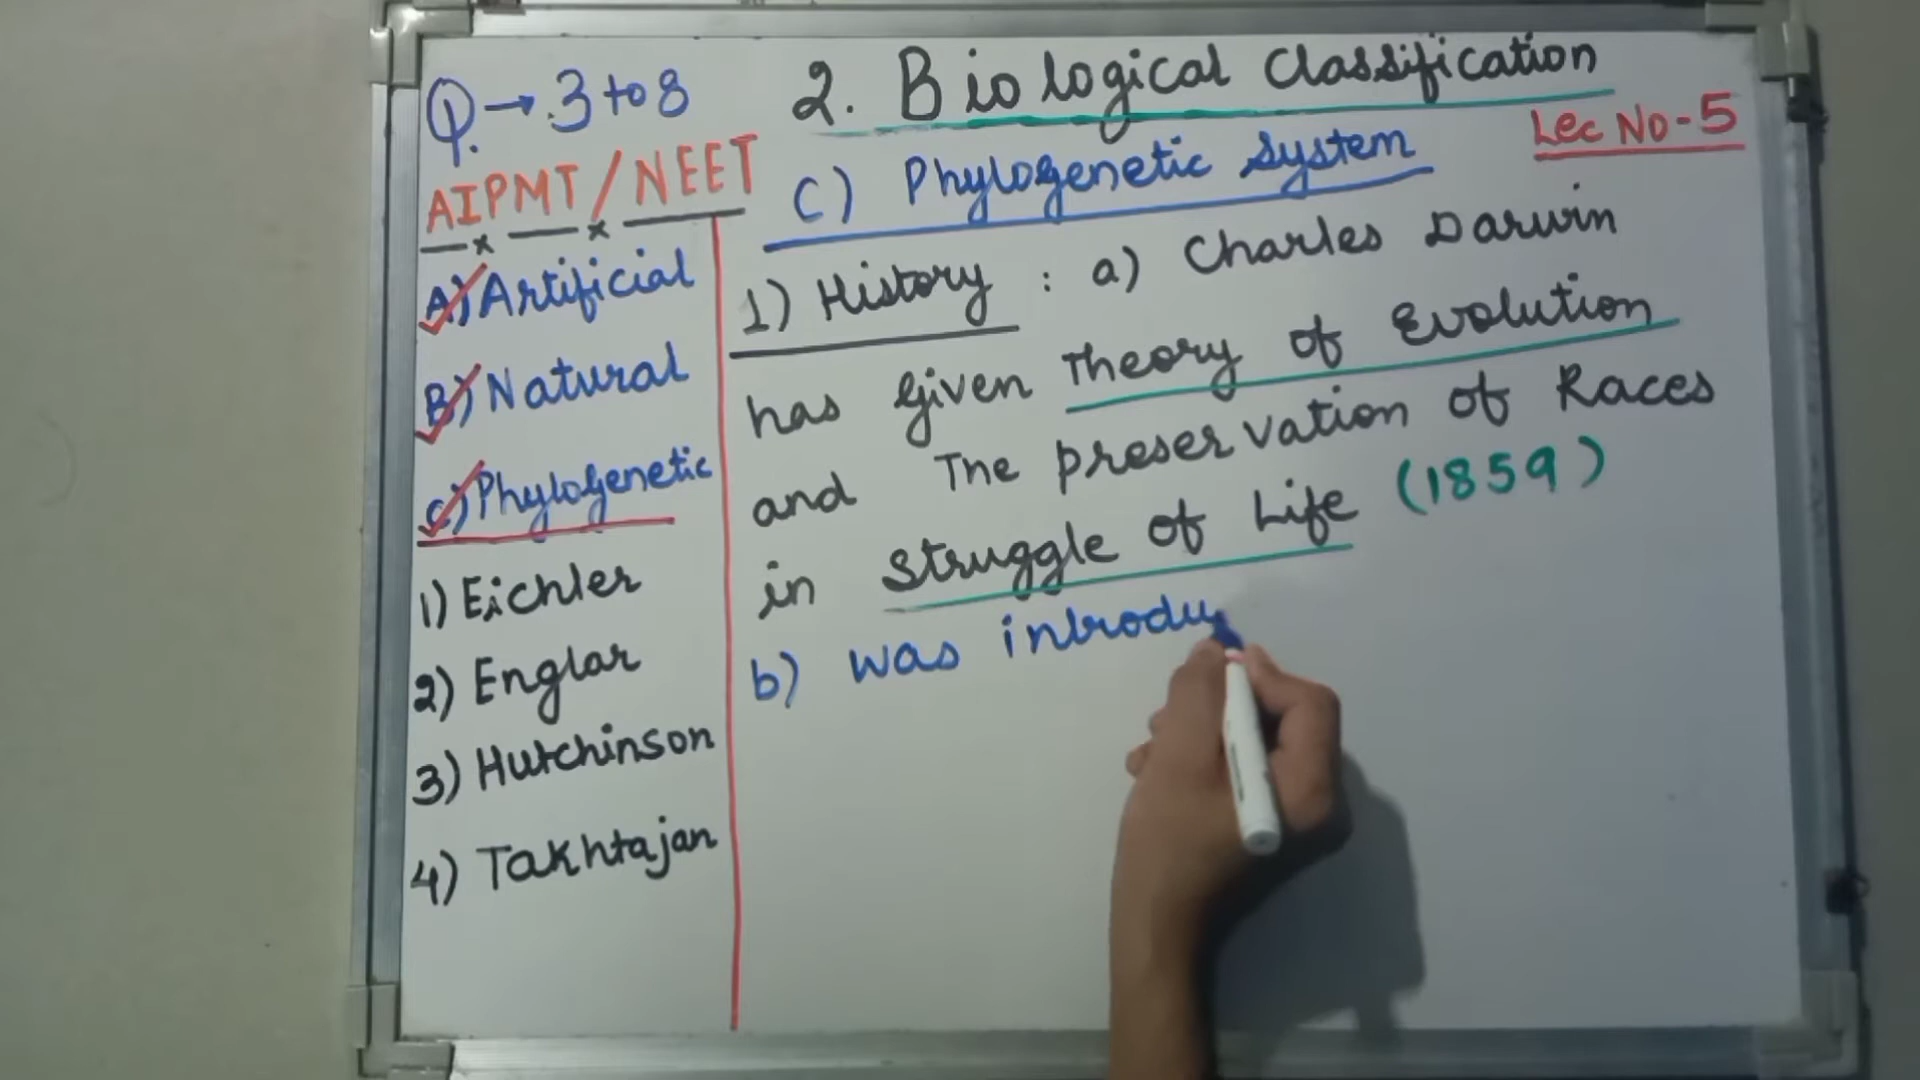 Q. → 3 to 8
AIPMT / NEET
A) Artificial
B) Natural
C) Phylogenetic
1) Eichler
2) Englar
3) Hutchinson
4) Takhtajan
2. Biological Classification
Lec No - 5
C) Phylogenetic System
1) History : a) Charles Darwin
has given Theory of Evolution
and The preservation of Races
in Struggle of Life (1859)
b) was introdu